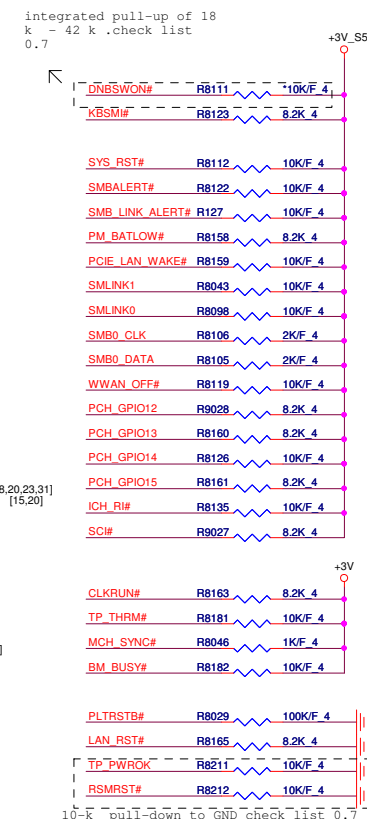 integrated pull-up of 18
k - 42 k .check list
0.7
+3V_S5
DNBSWON# R8111 *10K/F_4
KBSMI# R8123 8.2K_4
SYS_RST# R8112 10K/F_4
SMBALERT# R8122 10K/F_4
SMB_LINK_ALERT# R127 10K/F_4
PM_BATLOW# R8158 8.2K_4
PCIE_LAN_WAKE# R8159 10K/F_4
SMLINK1 R8043 10K/F_4
SMLINK0 R8098 10K/F_4
SMB0_CLK R8106 2K/F_4
SMB0_DATA R8105 2K/F_4
WWAN_OFF# R8119 10K/F_4
PCH_GPIO12 R9028 8.2K_4
PCH_GPIO13 R8160 8.2K_4
PCH_GPIO14 R8126 10K/F_4
PCH_GPIO15 R8161 8.2K_4
8,20,23,31]
[15,20]
ICH_RI# R8135 10K/F_4
SCI# R9027 8.2K_4
+3V
CLKRUN# R8163 8.2K_4
TP_THRM# R8181 10K/F_4
MCH_SYNC# R8046 1K/F_4
]
BM_BUSY# R8182 10K/F_4
PLTRSTB# R8029 100K/F_4
LAN_RST# R8165 8.2K_4
TP_PWROK R8211 10K/F_4
RSMRST# R8212 10K/F_4
10-k pull-down to GND check list 0.7